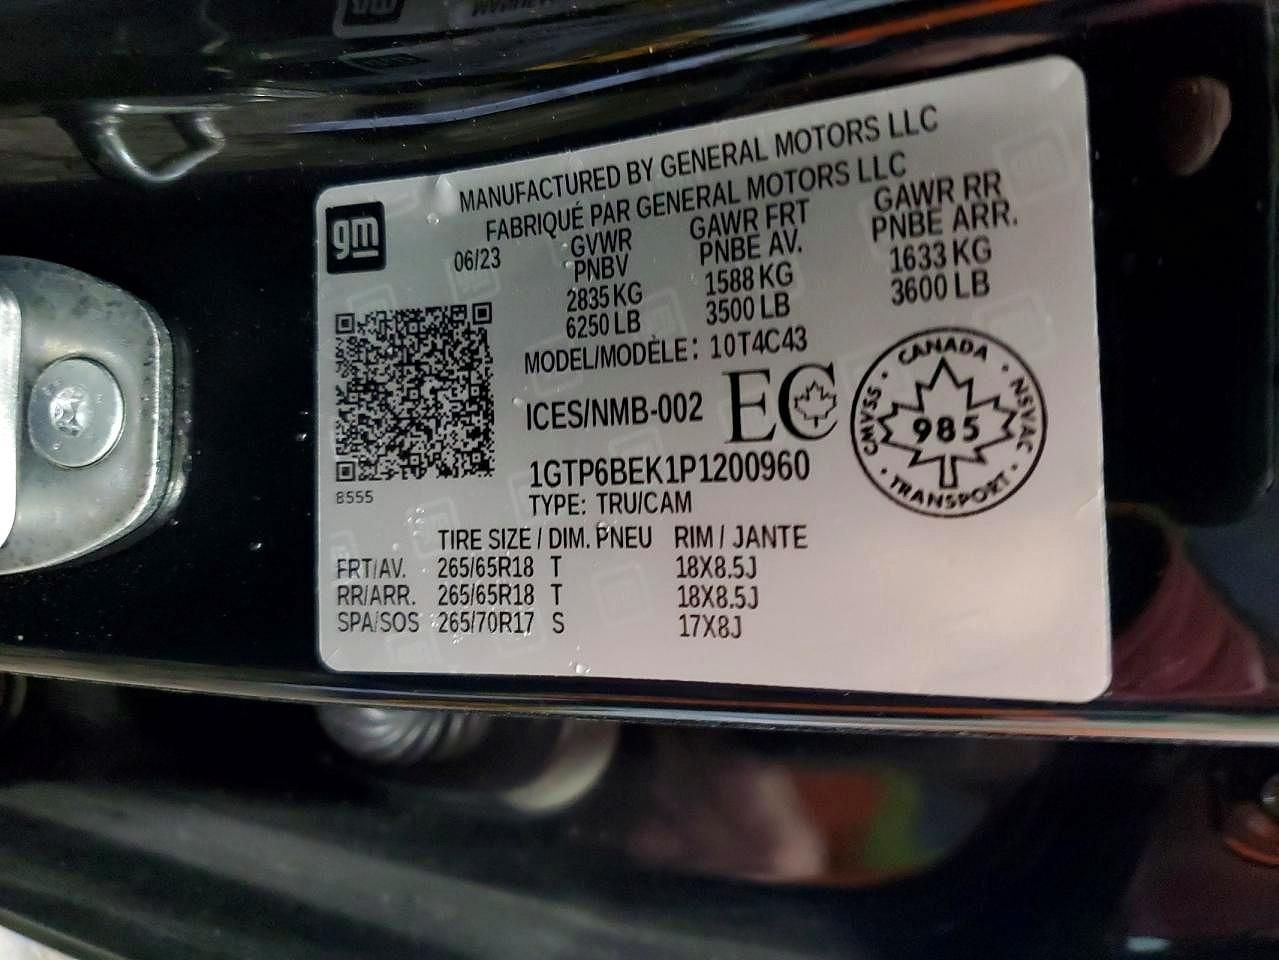 gm
MANUFACTURED BY GENERAL MOTORS LLC
FABRIQUÉ PAR GENERAL MOTORS LLC
06/23
GVWR GAWR FRT GAWR RR
PNBV PNBE AV. PNBE ARR.
2835 KG 1588 KG 1633 KG
6250 LB 3500 LB 3600 LB
MODEL/MODÈLE: 10T4C43
ICES/NMB-002 EC
1GTP6BEK1P1200960
TYPE: TRU/CAM
CANADA
CMVSS • 985 • NSVAC
TRANSPORT
8555
TIRE SIZE / DIM. PNEU RIM / JANTE
FRT/AV. 265/65R18 T 18X8.5J
RR/ARR. 265/65R18 T 18X8.5J
SPA/SOS 265/70R17 S 17X8J